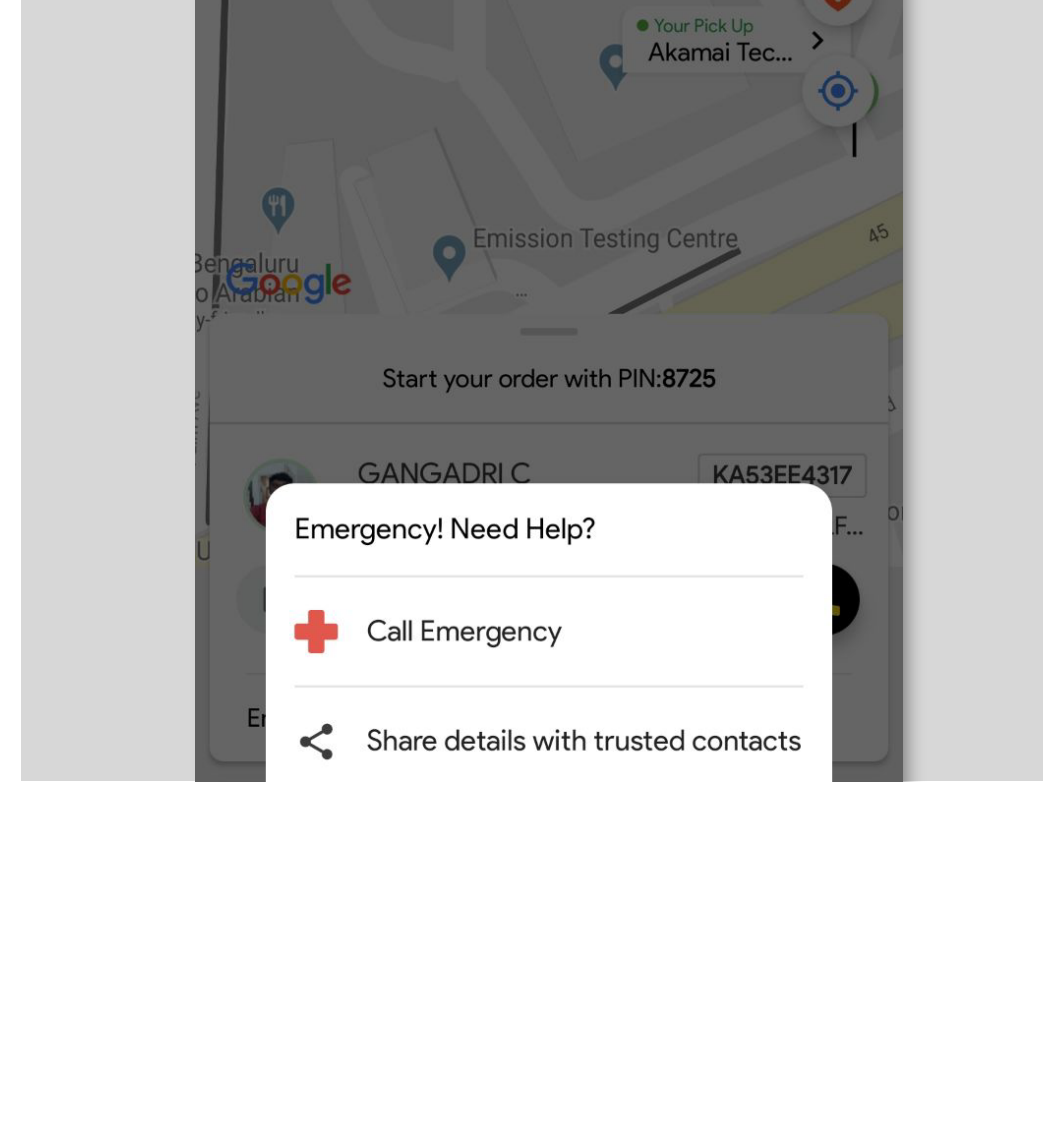 Your Pick Up
Akamai Tec...
Emission Testing Centre
45
Bengaluru
Google
o Arabian
Start your order with PIN:8725
GANGADRI C
KA53EE4317
Emergency! Need Help?
Call Emergency
Share details with trusted contacts